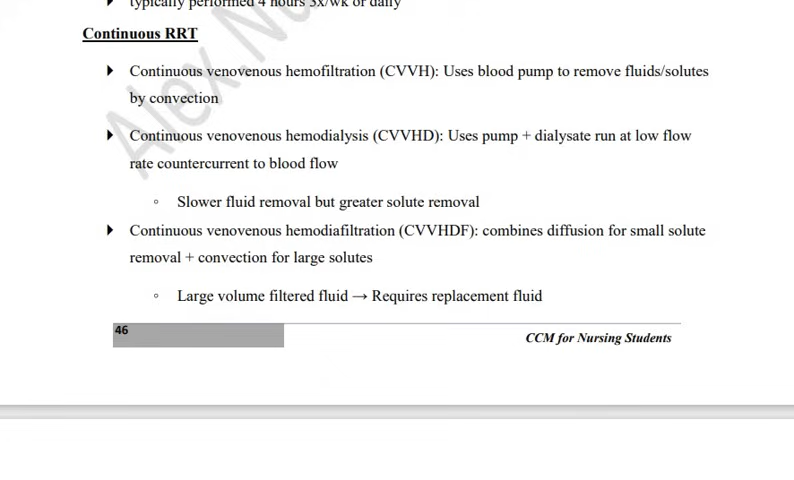 typically performed 4 hours 3x/wk or daily
Continuous RRT
Continuous venovenous hemofiltration (CVVH): Uses blood pump to remove fluids/solutes
by convection
Continuous venovenous hemodialysis (CVVHD): Uses pump + dialysate run at low flow
rate countercurrent to blood flow
Slower fluid removal but greater solute removal
Continuous venovenous hemodiafiltration (CVVHDF): combines diffusion for small solute
removal + convection for large solutes
Large volume filtered fluid → Requires replacement fluid
46
CCM for Nursing Students